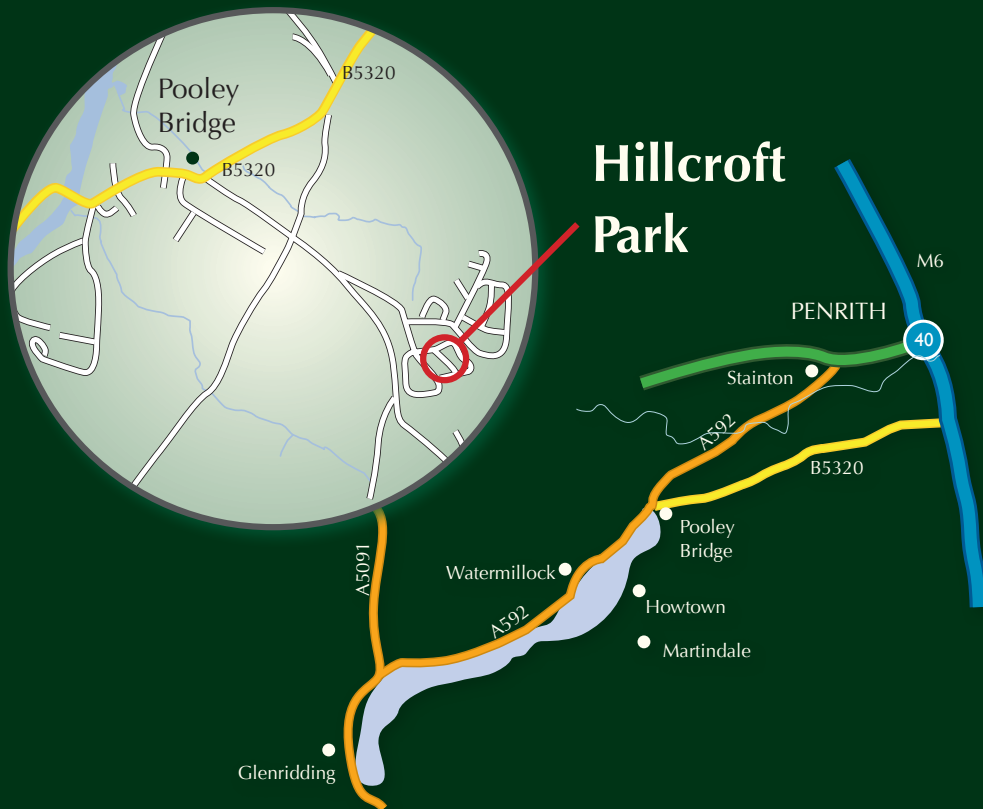 B5320
Pooley
Bridge
B5320
Hillcroft
Park
M6
PENRITH
40
Stainton
A592
B5320
Pooley
Bridge
A5091
Watermillock
Howtown
A592
Martindale
Glenridding